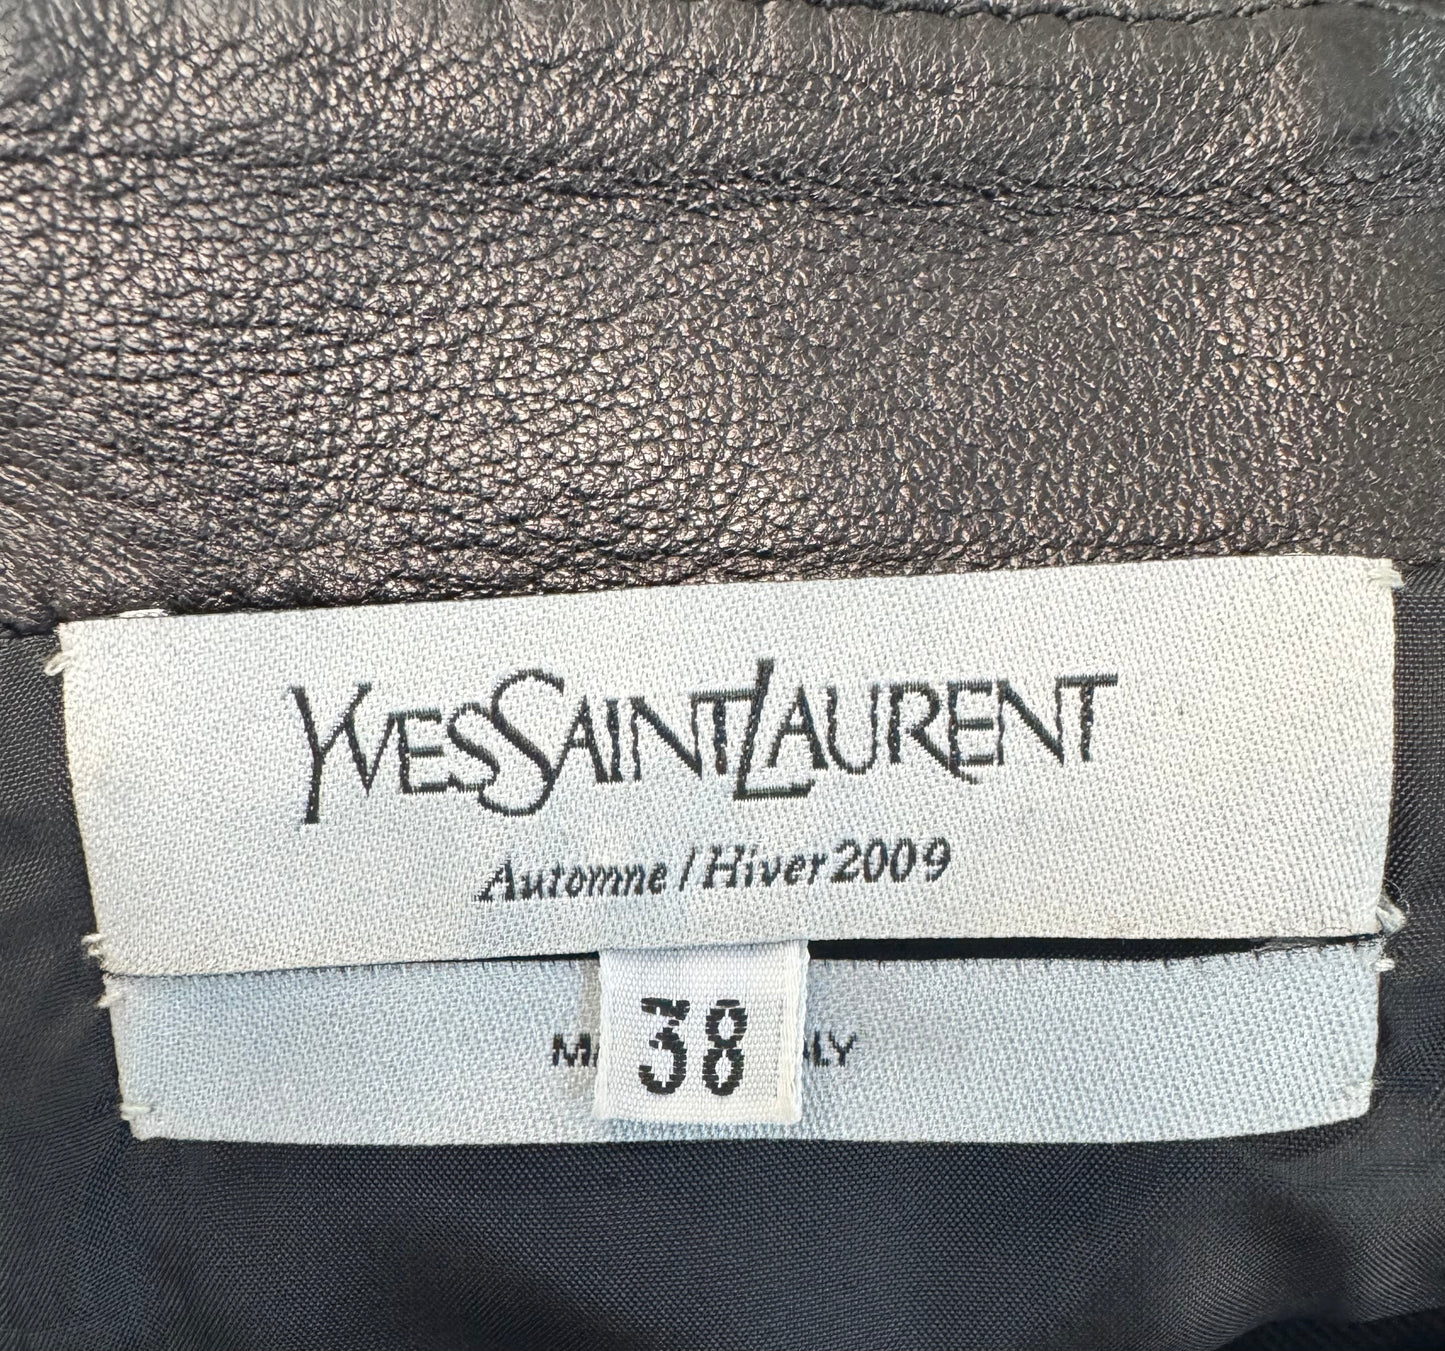 YVESSAINTLAURENT
Automne / Hiver 2009
38